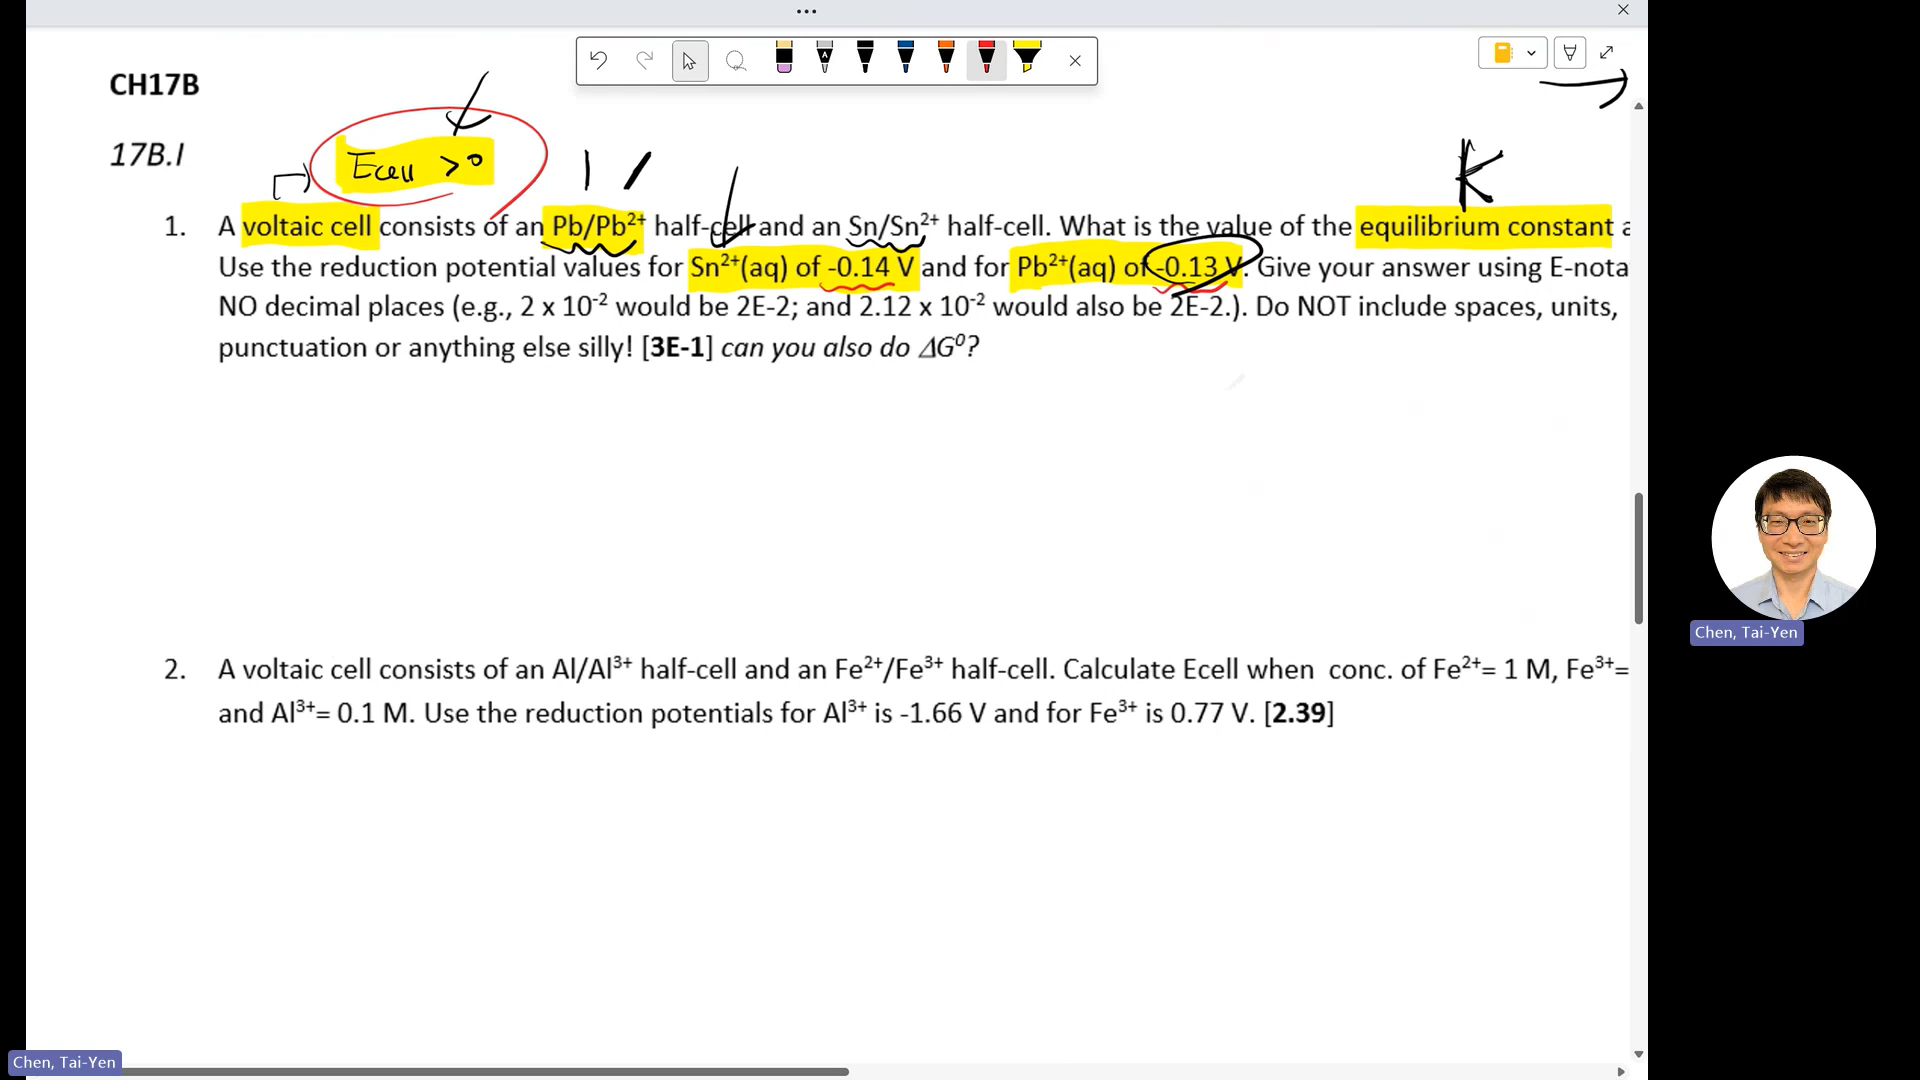 CH17B
17B.I
Ecell >0
K
1. A voltaic cell consists of an Pb/Pb²⁺ half-cell and an Sn/Sn²⁺ half-cell. What is the value of the equilibrium constant a
Use the reduction potential values for Sn²⁺(aq) of -0.14 V and for Pb²⁺(aq) of -0.13 V. Give your answer using E-nota
NO decimal places (e.g., 2 x 10⁻² would be 2E-2; and 2.12 x 10⁻² would also be 2E-2.). Do NOT include spaces, units,
punctuation or anything else silly! [3E-1] can you also do ΔG⁰?
2. A voltaic cell consists of an Al/Al³⁺ half-cell and an Fe²⁺/Fe³⁺ half-cell. Calculate Ecell when conc. of Fe²⁺= 1 M, Fe³⁺=
and Al³⁺= 0.1 M. Use the reduction potentials for Al³⁺ is -1.66 V and for Fe³⁺ is 0.77 V. [2.39]
Chen, Tai-Yen
Chen, Tai-Yen